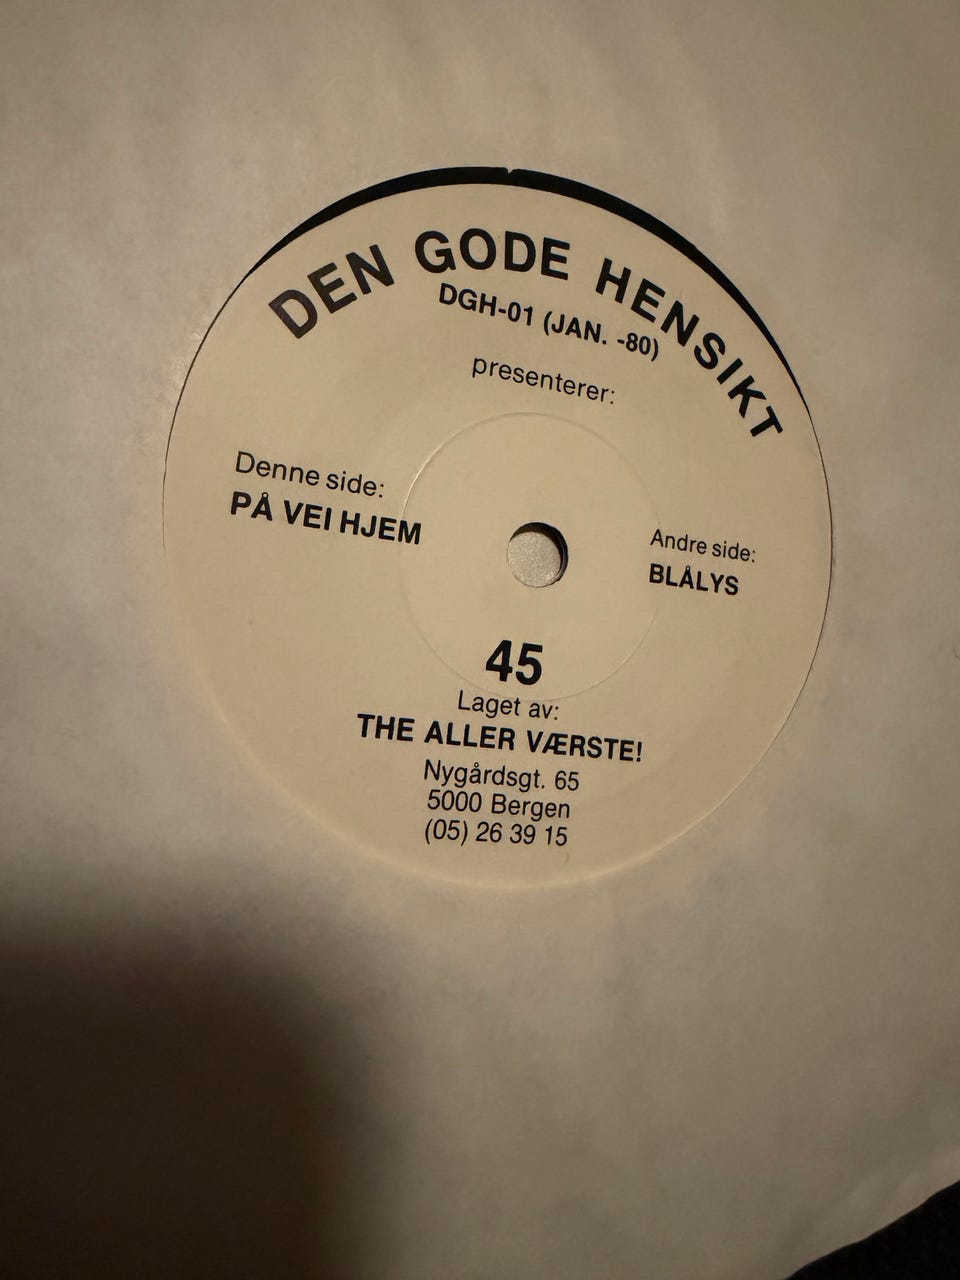 DEN GODE HENSIKT
DGH-01 (JAN. -80)
presenterer:
Denne side:
PÅ VEI HJEM
Andre side:
BLÅLYS
45
Laget av:
THE ALLER VÆRSTE!
Nygårdsgt. 65
5000 Bergen
(05) 26 39 15